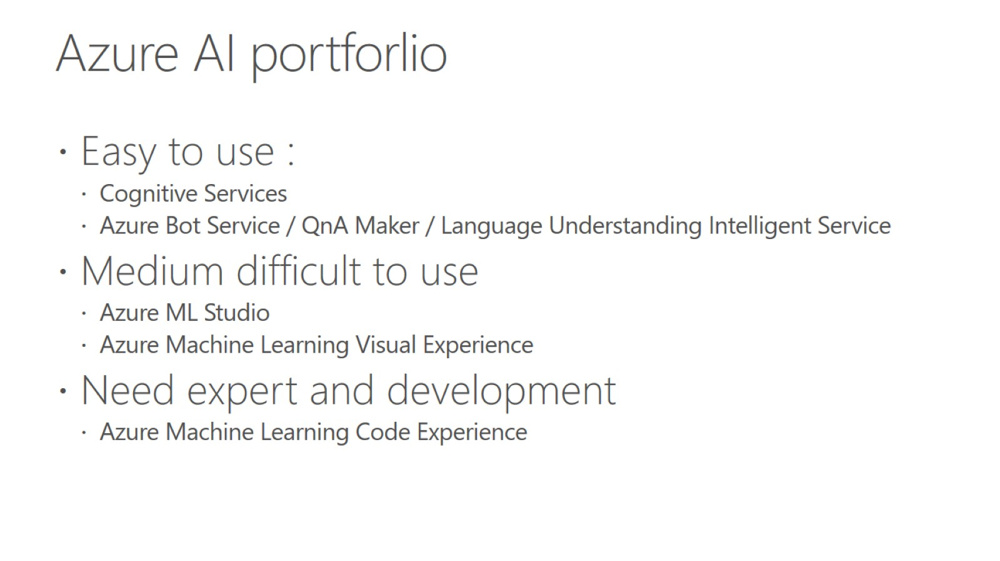 Azure AI portforlio
• Easy to use :
• Cognitive Services
• Azure Bot Service / QnA Maker / Language Understanding Intelligent Service
• Medium difficult to use
• Azure ML Studio
• Azure Machine Learning Visual Experience
• Need expert and development
• Azure Machine Learning Code Experience